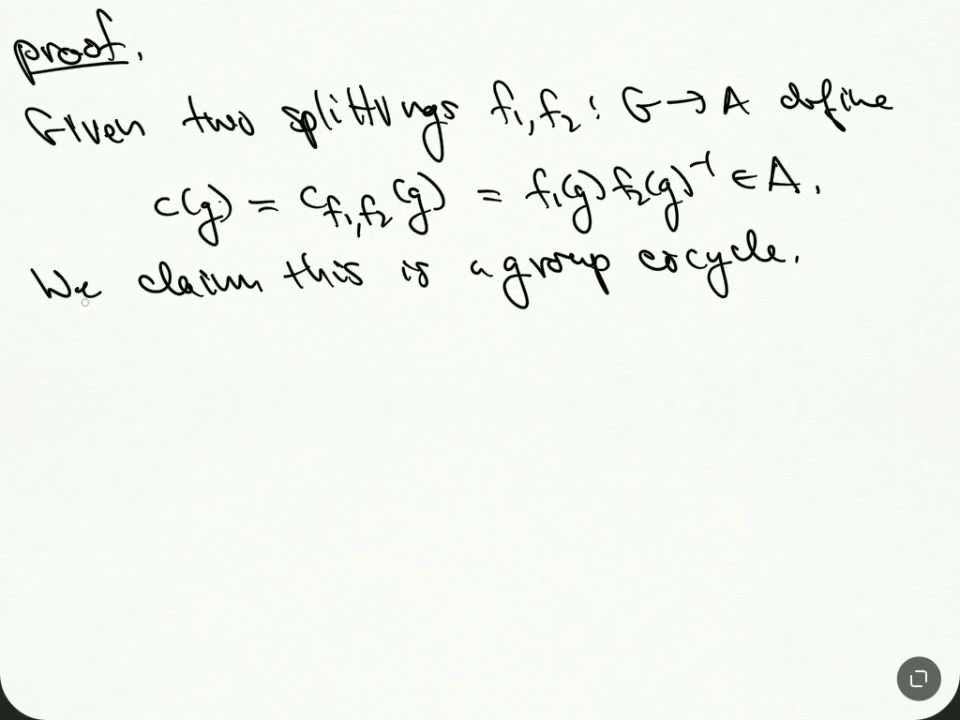 proof.
Given two splittings f₁,f₂: G → A define
c(g) = c_{f₁,f₂}(g) = f₁(g)f₂(g)⁻¹ ∈ A.
We claim this is a group cocycle.